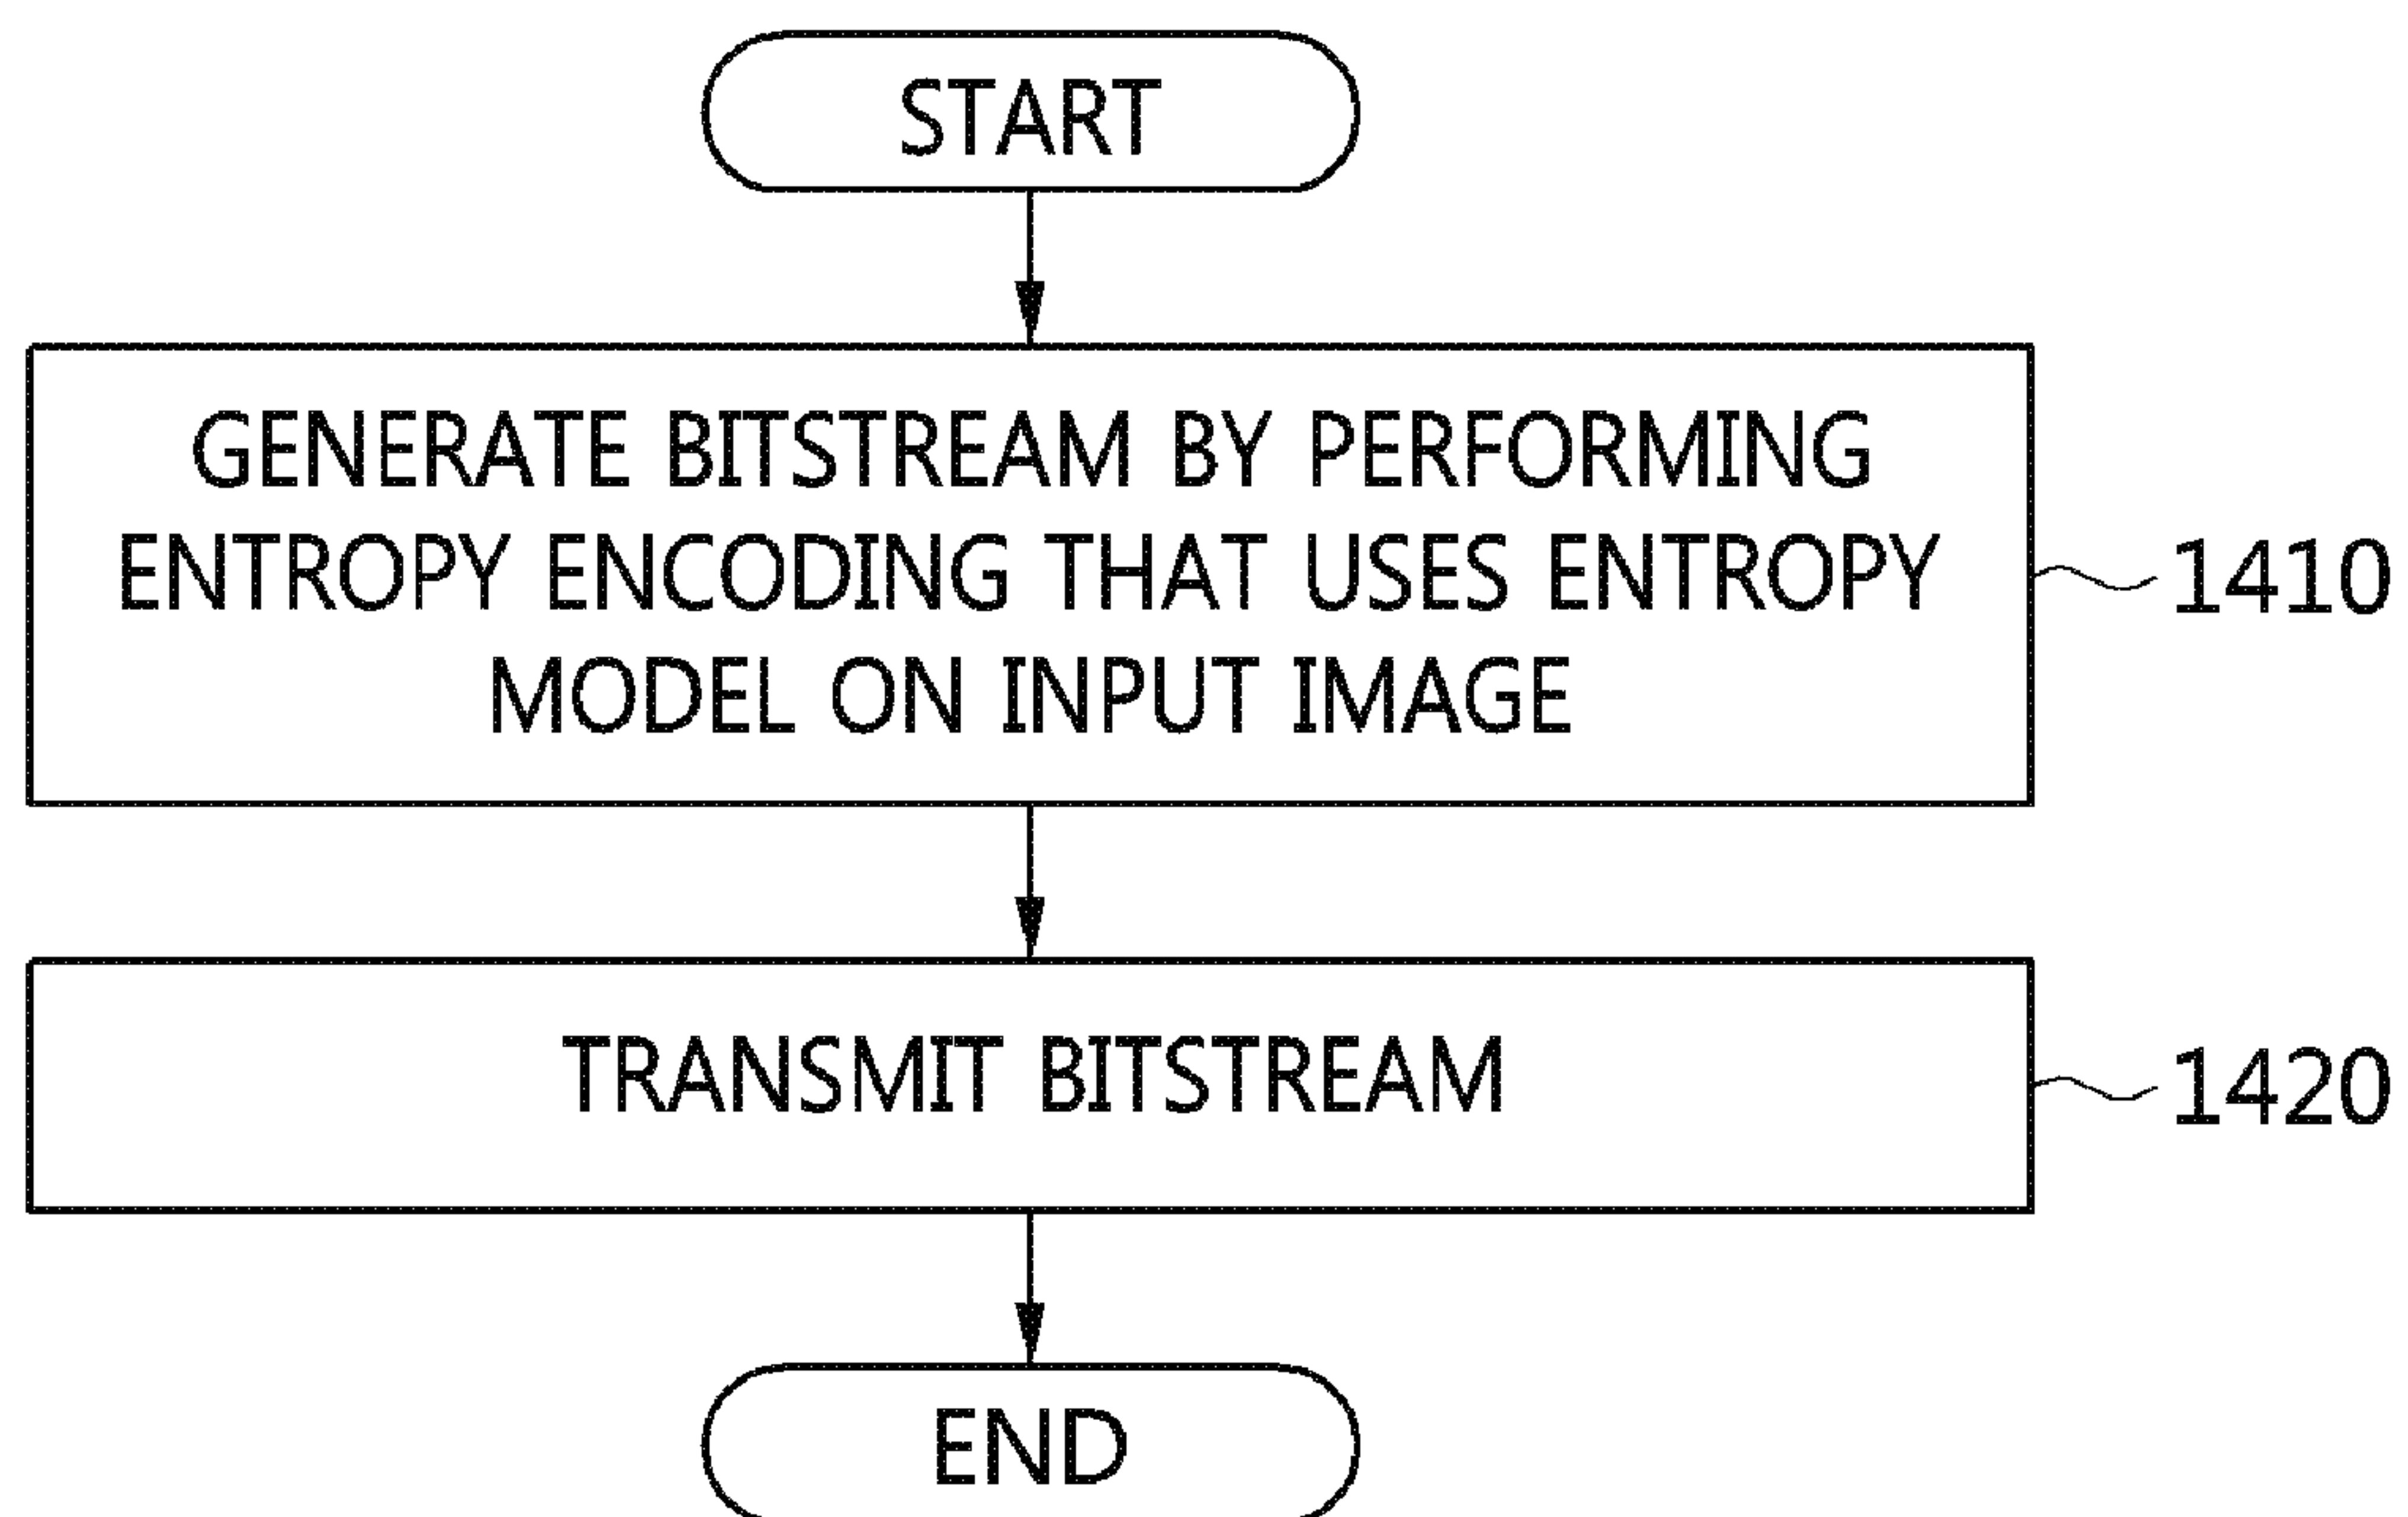 START
GENERATE BITSTREAM BY PERFORMING
ENTROPY ENCODING THAT USES ENTROPY
MODEL ON INPUT IMAGE
1410
TRANSMIT BITSTREAM
1420
END